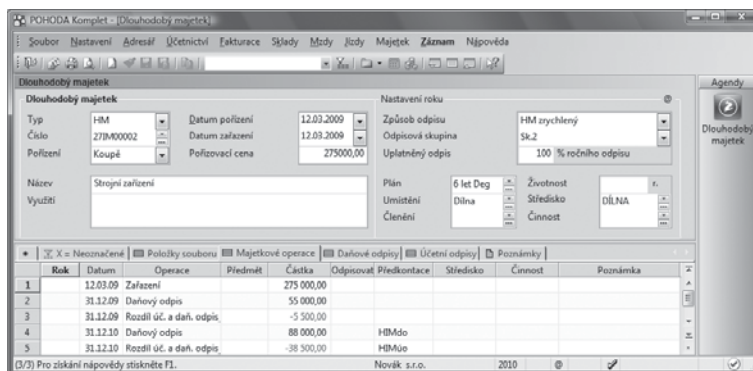 POHODA Komplet - [Dlouhodobý majetek]
Soubor Nastavení Adresář Účetnictví Fakturace Sklady Mzdy Jízdy Majetek Záznam Nápověda
Dlouhodobý majetek
Agendy
Dlouhodobý majetek
Dlouhodobý majetek
Typ HM
Číslo 27IM00002
Pořízení Koupě
Datum pořízení 12.03.2009
Datum zařazení 12.03.2009
Pořizovací cena 275000,00
Název Strojní zařízení
Využití
Nastavení roku @
Způsob odpisu HM zrychlený
Odpisová skupina Sk.2
Uplatněný odpis 100 % ročního odpisu
Plán 6 let Deg Životnost r.
Umístění Dílna Středisko DÍLNA
Členění Činnost
X = Neoznačené Položky souboru Majetkové operace Daňové odpisy Účetní odpisy Poznámky
Rok Datum Operace Předmět Částka Odpisovat Předkontace Středisko Činnost Poznámka
1 12.03.09 Zařazení 275 000,00
2 31.12.09 Daňový odpis 55 000,00
3 31.12.09 Rozdíl úč. a daň. odpis -5 500,00
4 31.12.10 Daňový odpis 88 000,00 HIMdo
5 31.12.10 Rozdíl úč. a daň. odpis -38 500,00 HIMúo
(3/3) Pro získání nápovědy stiskněte F1. Novák s.r.o. 2010 @